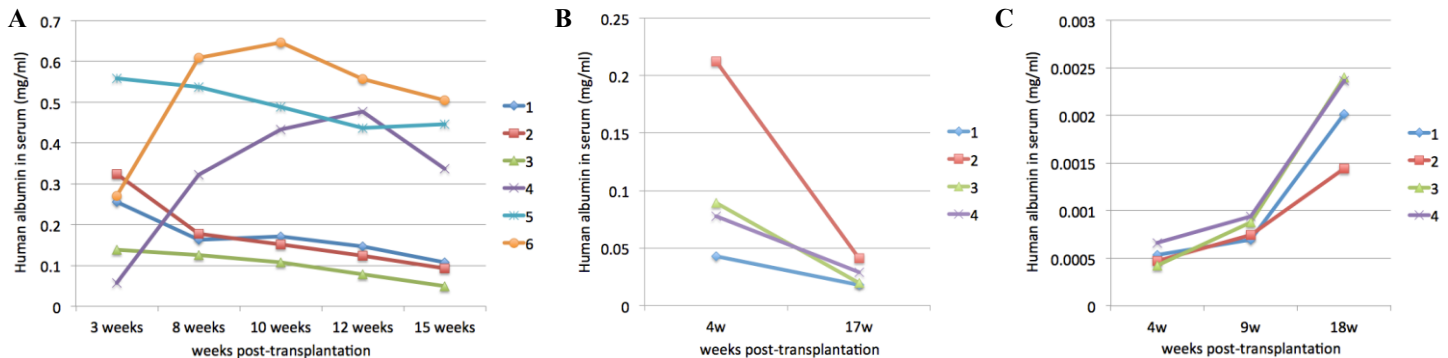 A
Human albumin in serum (mg/ml)
0.7
0.6
0.5
0.4
0.3
0.2
0.1
0
3 weeks 8 weeks 10 weeks 12 weeks 15 weeks
weeks post-transplantation
1
2
3
4
5
6
B
Human albumin in serum (mg/ml)
0.25
0.2
0.15
0.1
0.05
0
4w 17w
weeks post-transplantation
1
2
3
4
C
Human albumin in serum (mg/ml)
0.003
0.0025
0.002
0.0015
0.001
0.0005
0
4w 9w 18w
weeks post-transplantation
1
2
3
4